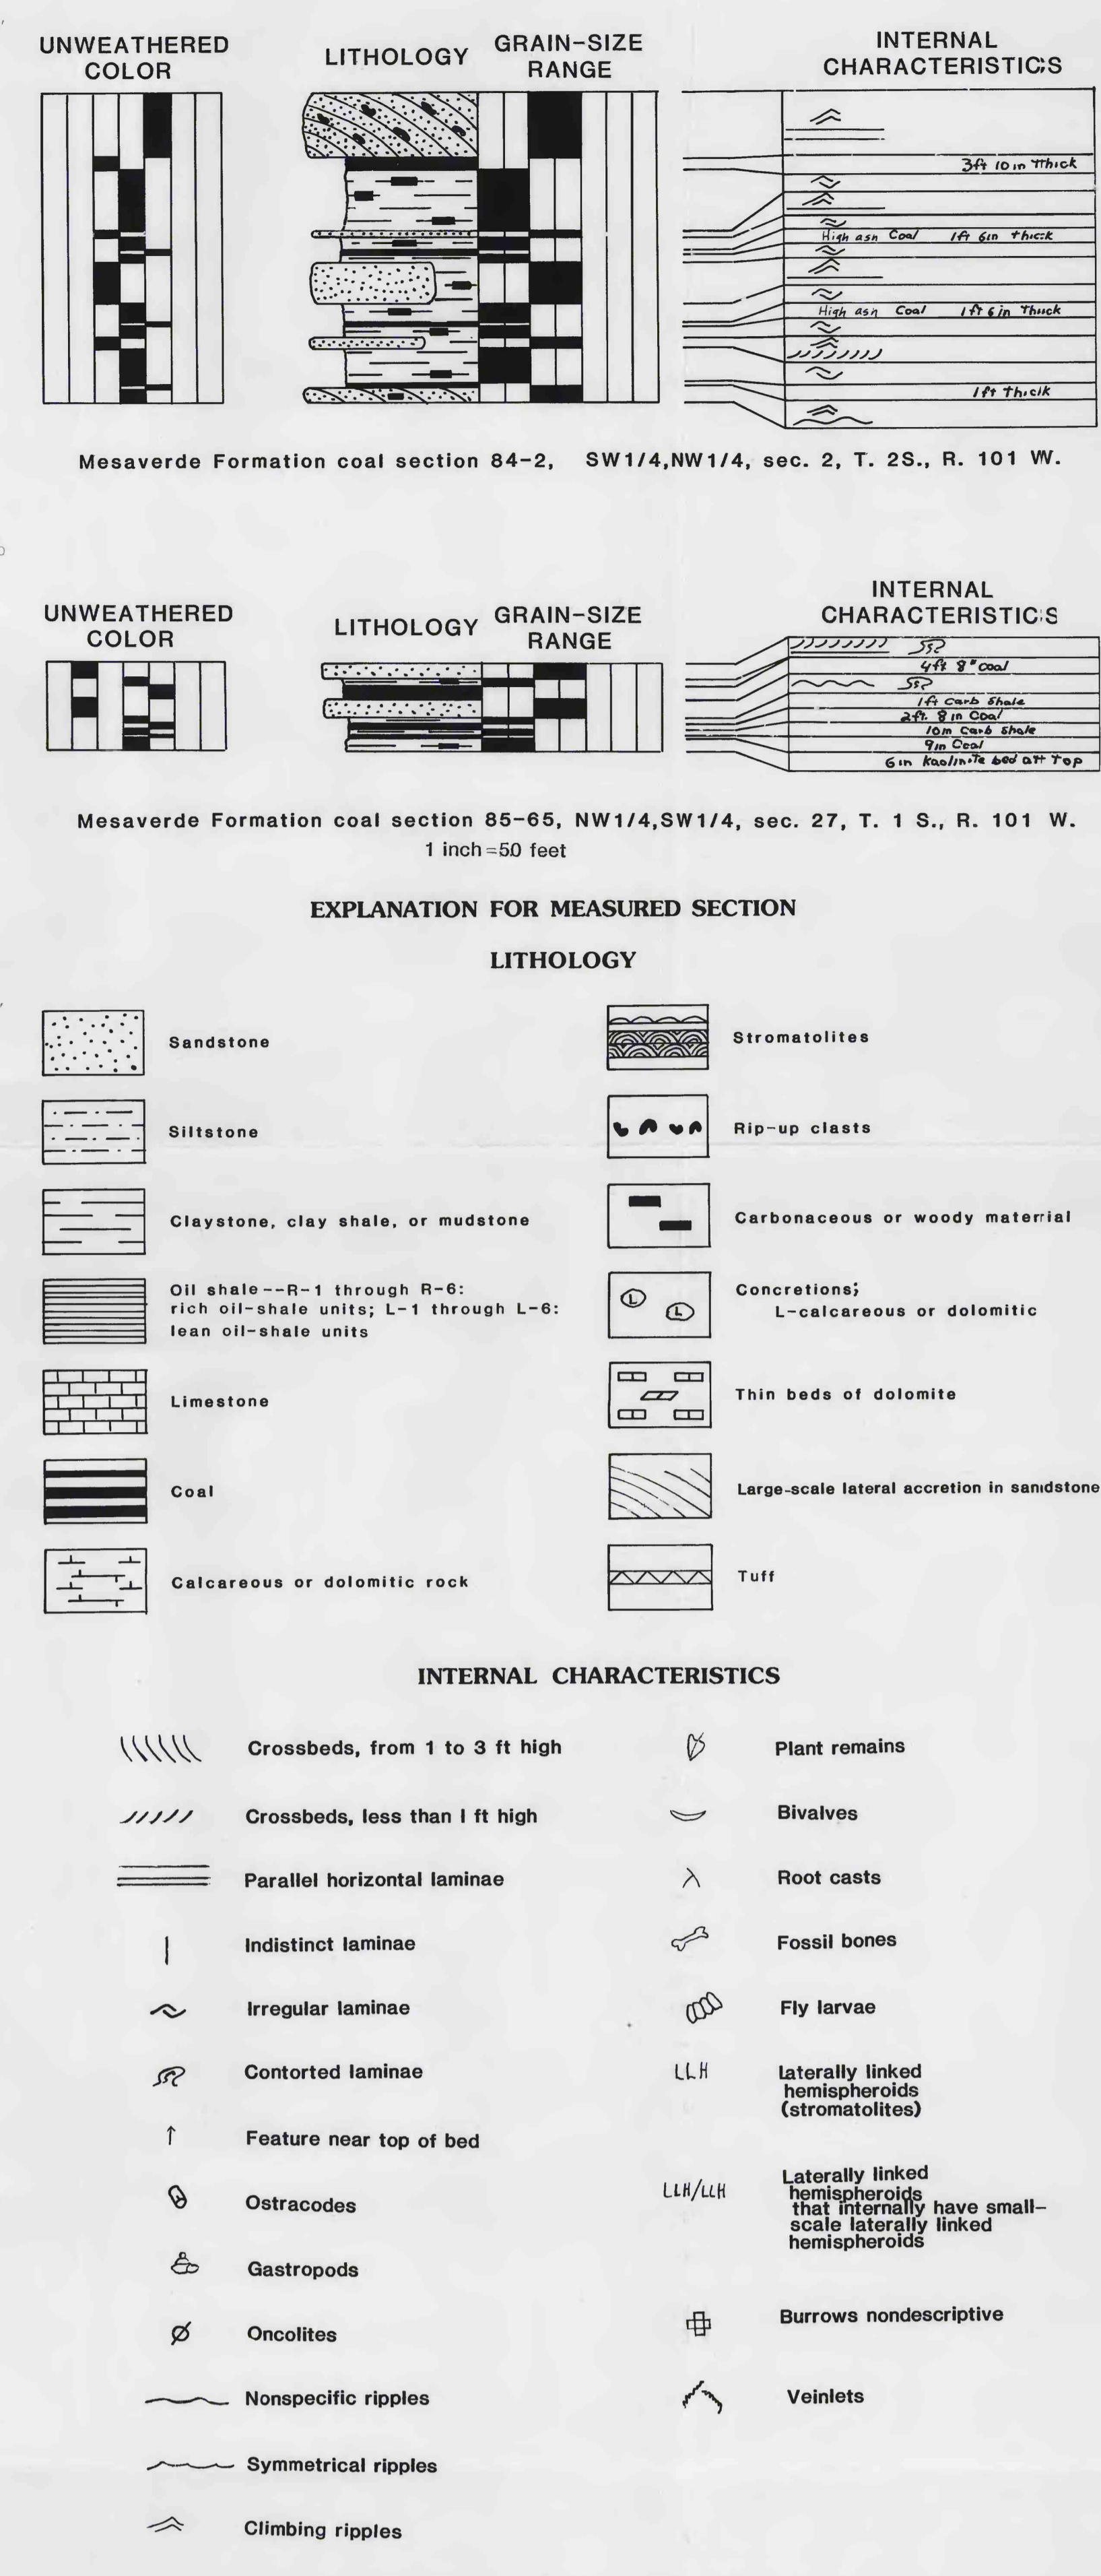 UNWEATHERED
COLOR
LITHOLOGY
GRAIN-SIZE
RANGE
INTERNAL
CHARACTERISTICS
3ft 10in Thick
High ash Coal 1ft 6in thick
High ash Coal 1ft 6in Thick
1ft Thick
Mesaverde Formation coal section 84-2, SW1/4,NW1/4, sec. 2, T. 2S., R. 101 W.
UNWEATHERED
COLOR
LITHOLOGY
GRAIN-SIZE
RANGE
INTERNAL
CHARACTERISTICS
4ft 8" coal
1ft Carb Shale
2ft. 8in Coal
10in Carb Shale
9in Coal
6in Kaolinite bed att Top
Mesaverde Formation coal section 85-65, NW1/4,SW1/4, sec. 27, T. 1 S., R. 101 W.
1 inch=50 feet
EXPLANATION FOR MEASURED SECTION
LITHOLOGY
Sandstone
Stromatolites
Siltstone
Rip-up clasts
Claystone, clay shale, or mudstone
Carbonaceous or woody material
Oil shale--R-1 through R-6:
rich oil-shale units; L-1 through L-6:
lean oil-shale units
Concretions;
L-calcareous or dolomitic
L
L
Limestone
Thin beds of dolomite
Coal
Large-scale lateral accretion in sandstone
Calcareous or dolomitic rock
Tuff
INTERNAL CHARACTERISTICS
Crossbeds, from 1 to 3 ft high
Plant remains
Crossbeds, less than I ft high
Bivalves
Parallel horizontal laminae
Root casts
Indistinct laminae
Fossil bones
Irregular laminae
Fly larvae
Contorted laminae
LLH
Laterally linked
hemispheroids
(stromatolites)
Feature near top of bed
Ostracodes
LLH/LLH
Laterally linked
hemispheroids
that internally have small-
scale laterally linked
hemispheroids
Gastropods
Oncolites
Burrows nondescriptive
Nonspecific ripples
Veinlets
Symmetrical ripples
Climbing ripples